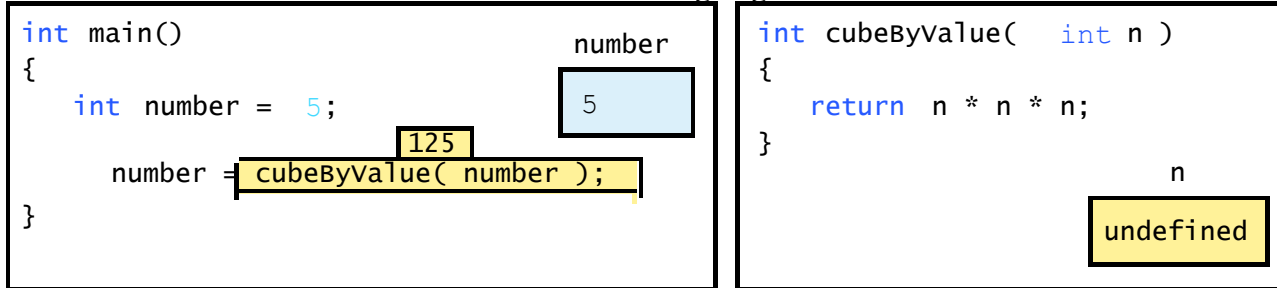 int main()
{
int number = 5;
number = cubeByValue( number );
}
number
5
125
int cubeByValue( int n )
{
return n * n * n;
}
n
undefined